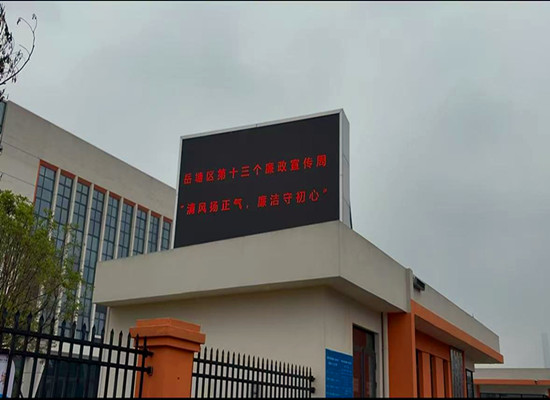 岳塘区第十三个廉政宣传周
“清风扬正气，廉洁守初心”